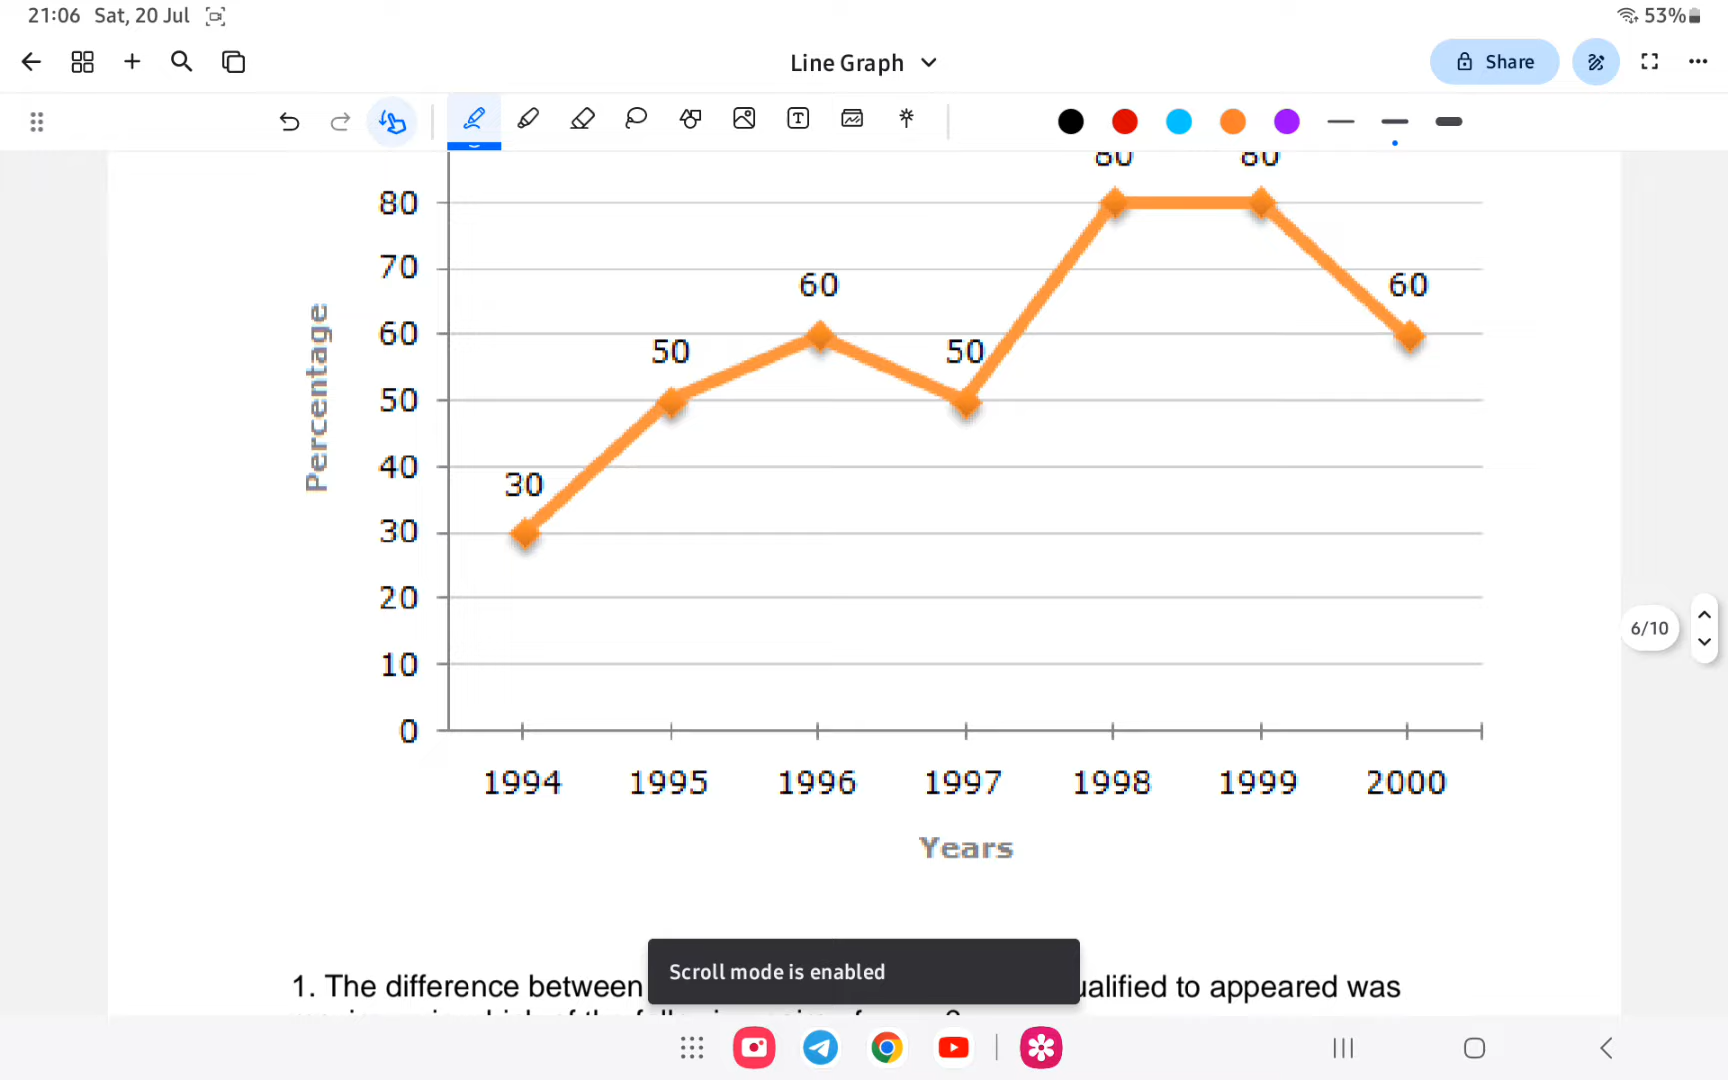 21:06 Sat, 20 Jul 53%
Line Graph Share
80 80
80
70
60 60 60
50 50
50
40
30
30
20
10
0
Percentage
1994 1995 1996 1997 1998 1999 2000
Years
6/10
Scroll mode is enabled
1. The difference between ualified to appeared was